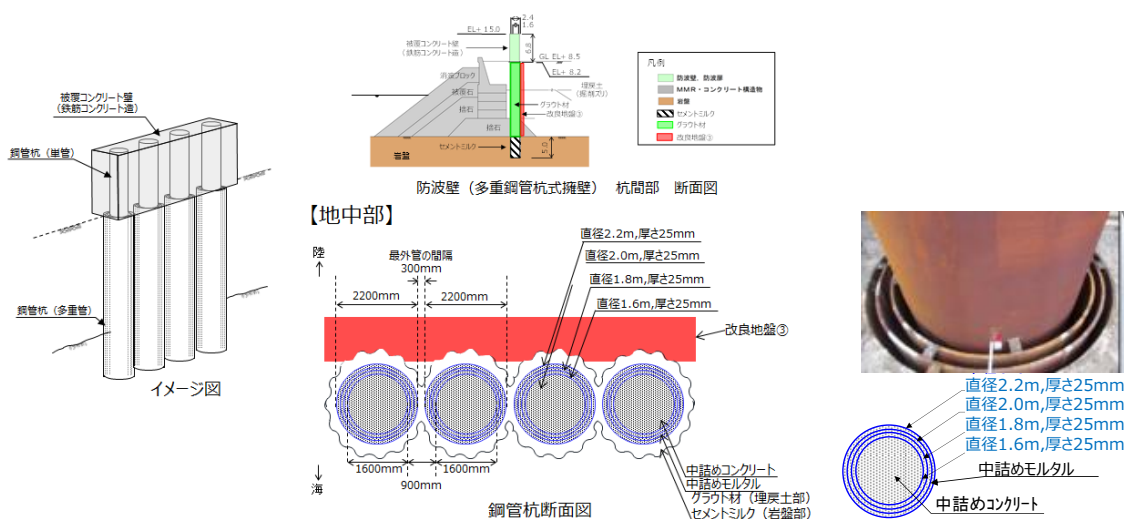 被覆コンクリート壁
(鉄筋コンクリート造)
鋼管杭(単管)
鋼管杭(多重管)
イメージ図
2.4
1.6
EL+ 15.0
被覆コンクリート壁
(鉄筋コンクリート造)
6.8
GL EL+ 8.5
EL+ 8.2
消波ブロック
被覆石
捨石
捨石
埋戻土
(掘削ズリ)
グラウト材
改良地盤③
セメントミルク
5.0
岩盤
凡例
防波壁,防波扉
MMR・コンクリート構造物
岩盤
セメントミルク
グラウト材
改良地盤③
防波壁(多重鋼管杭式擁壁) 杭間部 断面図
【地中部】
陸
海
最外管の間隔
300mm
2200mm
2200mm
直径2.2m,厚さ25mm
直径2.0m,厚さ25mm
直径1.8m,厚さ25mm
直径1.6m,厚さ25mm
改良地盤③
1600mm
1600mm
900mm
中詰めコンクリート
中詰めモルタル
グラウト材(埋戻土部)
セメントミルク(岩盤部)
鋼管杭断面図
直径2.2m,厚さ25mm
直径2.0m,厚さ25mm
直径1.8m,厚さ25mm
直径1.6m,厚さ25mm
中詰めモルタル
中詰めコンクリート